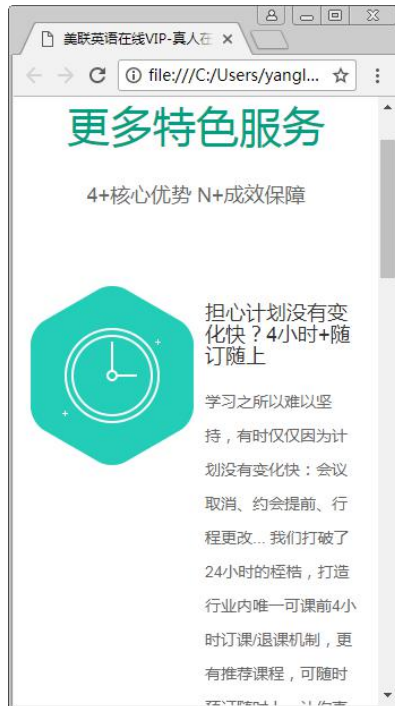 美联英语在线VIP-真人在
file:///C:/Users/yangl...
更多特色服务
4+核心优势 N+成效保障
担心计划没有变
化快？4小时+随
订随上
学习之所以难以坚
持，有时仅仅因为计
划没有变化快：会议
取消、约会提前、行
程更改... 我们打破了
24小时的桎梏，打造
行业内唯一可课前4小
时订课/退课机制，更
有推荐课程，可随时